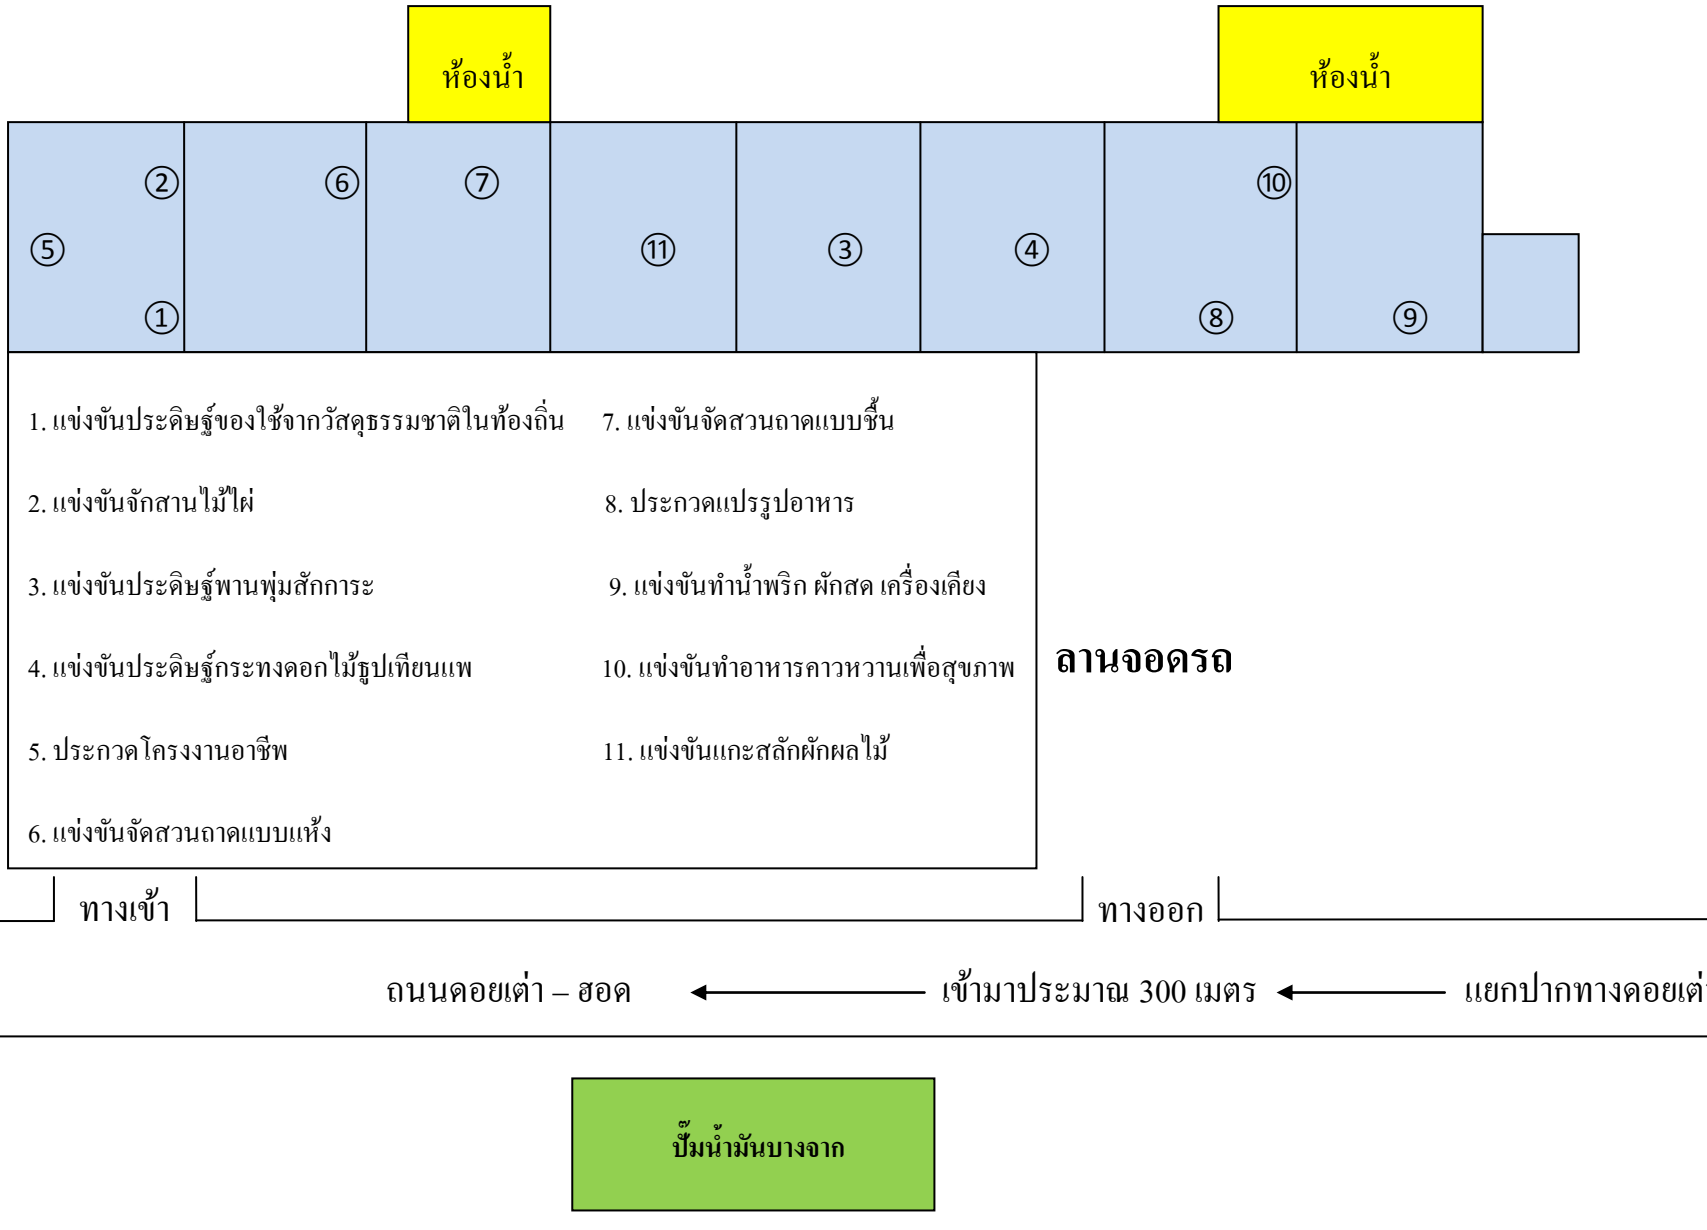 ห้องน้ำ ห้องน้ำ
② ⑥ ⑦ ⑩
⑤ ⑪ ③ ④
① ⑧ ⑨
1. แข่งขันประดิษฐ์ของใช้จากวัสดุธรรมชาติในท้องถิ่น 7. แข่งขันจัดสวนถาดแบบชื้น
2. แข่งขันจักสานไม้ไผ่ 8. ประกวดแปรรูปอาหาร
3. แข่งขันประดิษฐ์พานพุ่มสักการะ 9. แข่งขันทำน้ำพริก ผักสด เครื่องเคียง
4. แข่งขันประดิษฐ์กระทงดอกไม้ธูปเทียนแพ 10. แข่งขันทำอาหารคาวหวานเพื่อสุขภาพ
ลานจอดรถ
5. ประกวดโครงงานอาชีพ 11. แข่งขันแกะสลักผักผลไม้
6. แข่งขันจัดสวนถาดแบบแห้ง
ทางเข้า ทางออก
ถนนดอยเต่า – ฮอด เข้ามาประมาณ 300 เมตร แยกปากทางดอยเต่า
ปั๊มน้ำมันบางจาก